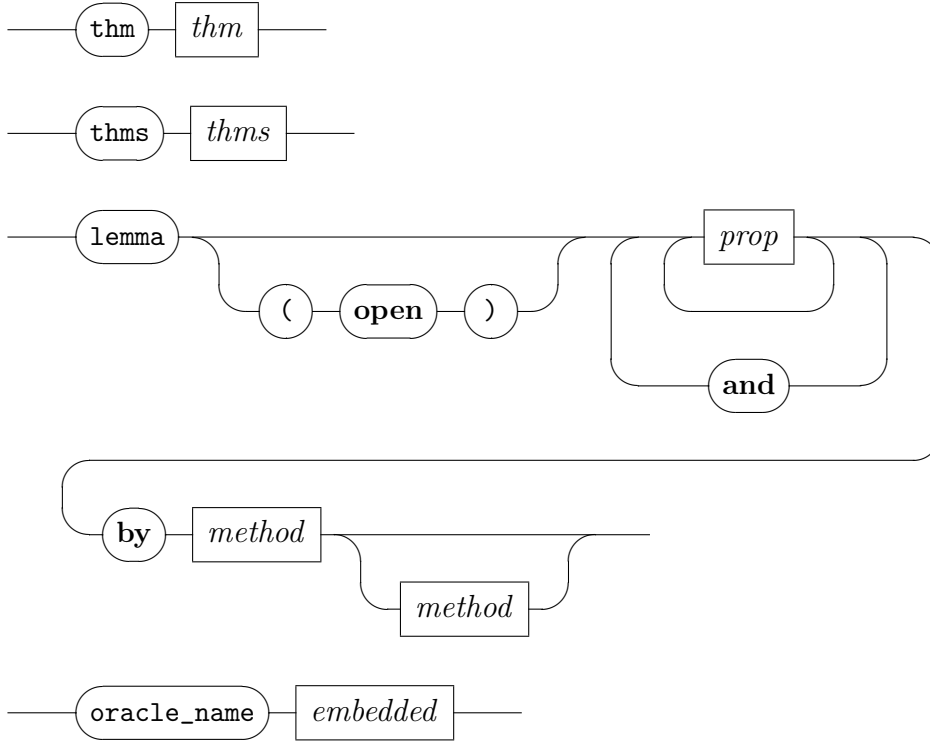 thm thm
thms thms
lemma prop
( open )
and
by method
method
oracle_name embedded